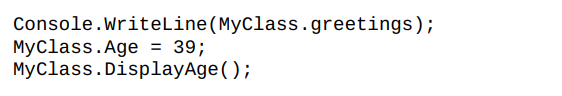 Console.WriteLine(MyClass.greetings);
MyClass.Age = 39;
MyClass.DisplayAge();